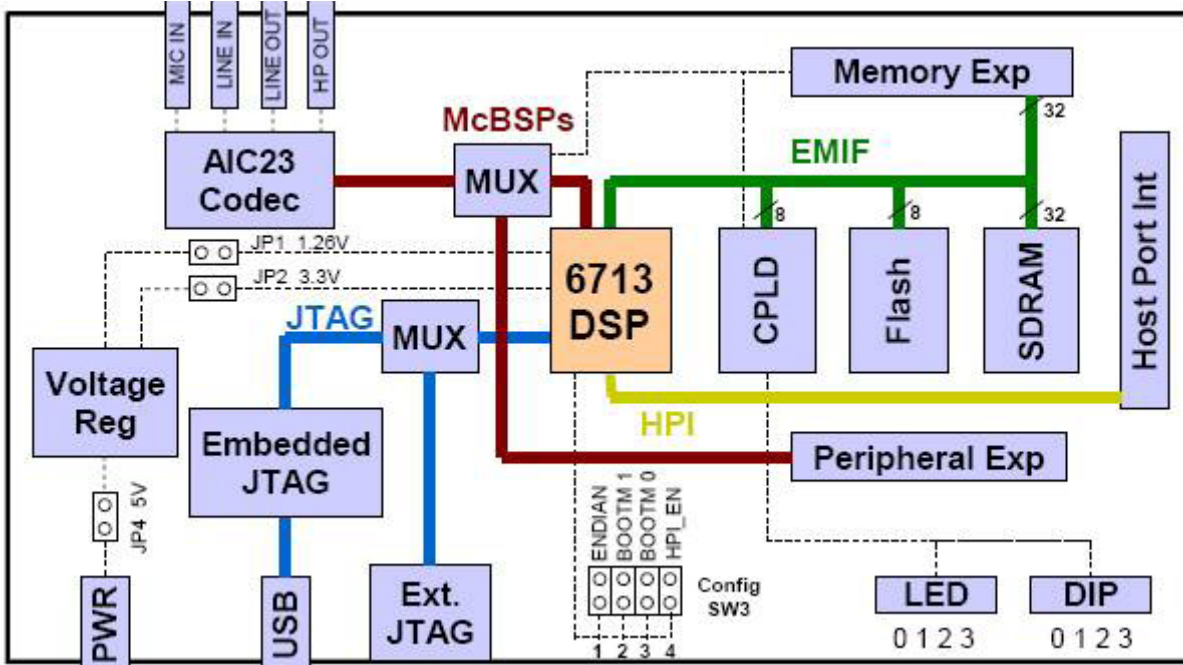 MIC IN
LINE IN
LINE OUT
HP OUT
Memory Exp
32
McBSPs
EMIF
AIC23
Codec
MUX
8
8
32
JP1 1.26V
JP2 3.3V
6713
DSP
CPLD
Flash
SDRAM
Host Port Int
JTAG
MUX
Voltage
Reg
HPI
Embedded
JTAG
Peripheral Exp
JP4 5V
ENDIAN
BOOTM 1
BOOTM 0
HPI_EN
Config
SW3
PWR
USB
Ext.
JTAG
LED
DIP
1 2 3 4
0 1 2 3
0 1 2 3